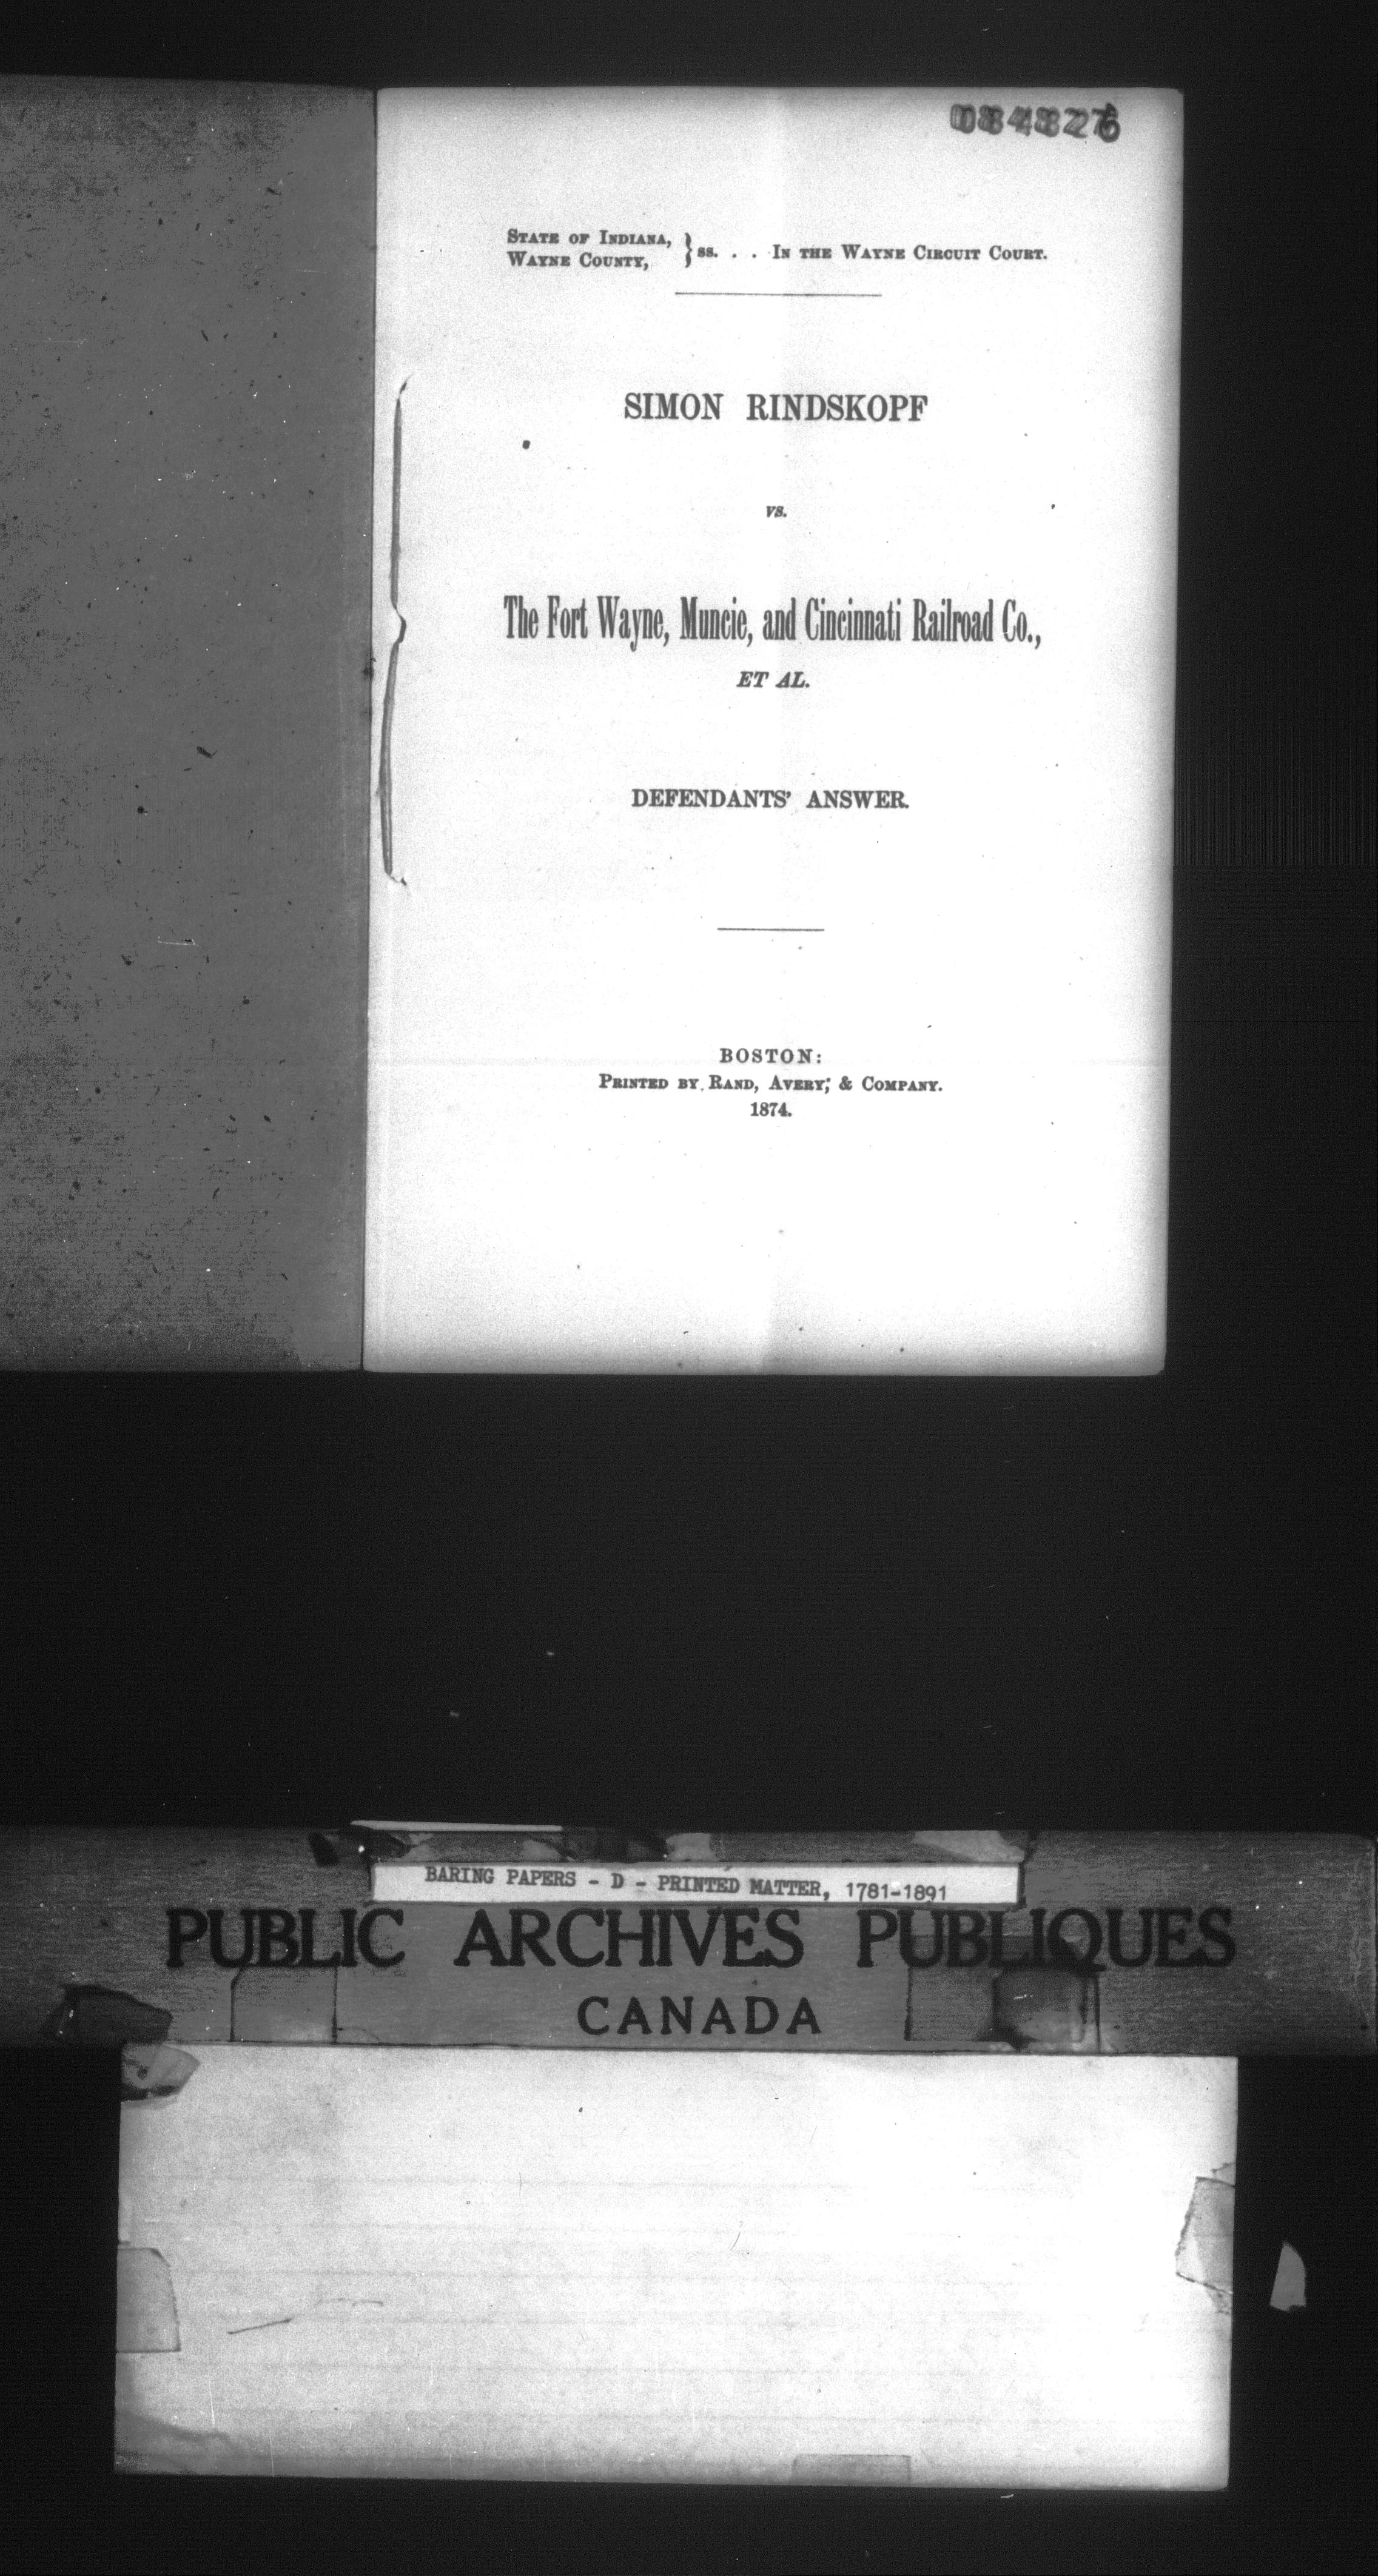 State of Indiana,
Wayne County, } ss. . . In the Wayne Circuit Court.
SIMON RINDSKOPF
vs.
The Fort Wayne, Muncie, and Cincinnati Railroad Co.,
ET AL.
DEFENDANTS' ANSWER.
BOSTON:
Printed by Rand, Avery, & Company.
1874.
BARING PAPERS - D - PRINTED MATTER, 1781-1891
PUBLIC ARCHIVES PUBLIQUES
CANADA